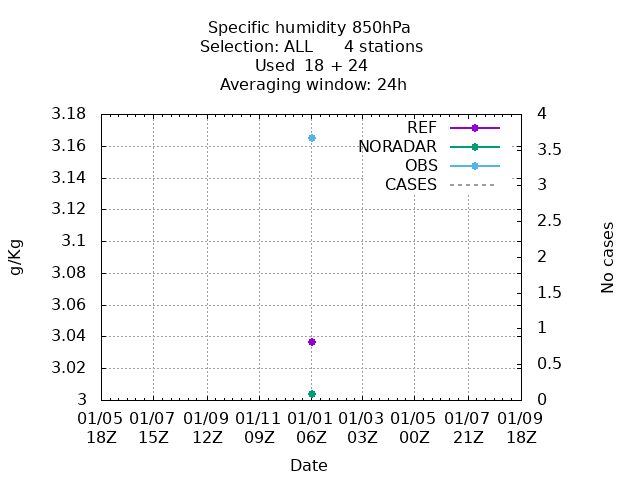 Specific humidity 850hPa
Selection: ALL      4 stations
Used  18 + 24
Averaging window: 24h
3.18
3.16
3.14
3.12
3.1
3.08
3.06
3.04
3.02
3
4
3.5
3
2.5
2
1.5
1
0.5
0
g/Kg
No cases
REF
NORADAR
OBS
CASES
01/05 01/07 01/09 01/11 01/01 01/03 01/05 01/07 01/09
18Z 15Z 12Z 09Z 06Z 03Z 00Z 21Z 18Z
Date